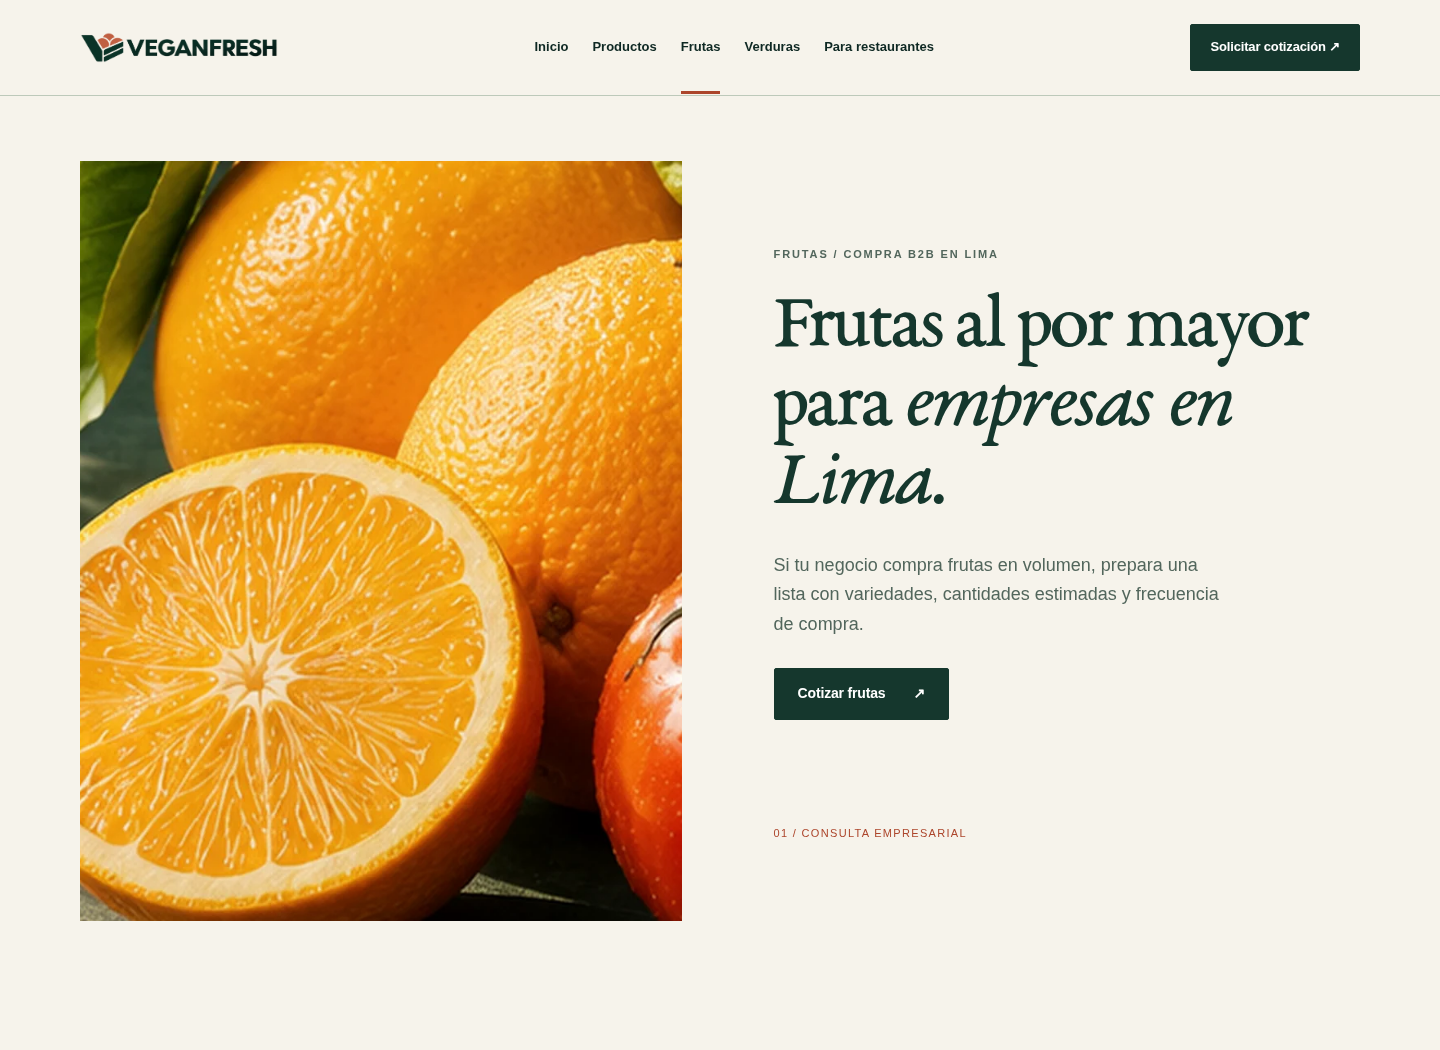 VEGANFRESH
Inicio Productos Frutas Verduras Para restaurantes
Solicitar cotización ↗
FRUTAS / COMPRA B2B EN LIMA
Frutas al por mayor
para empresas en
Lima.
Si tu negocio compra frutas en volumen, prepara una
lista con variedades, cantidades estimadas y frecuencia
de compra.
Cotizar frutas ↗
01 / CONSULTA EMPRESARIAL